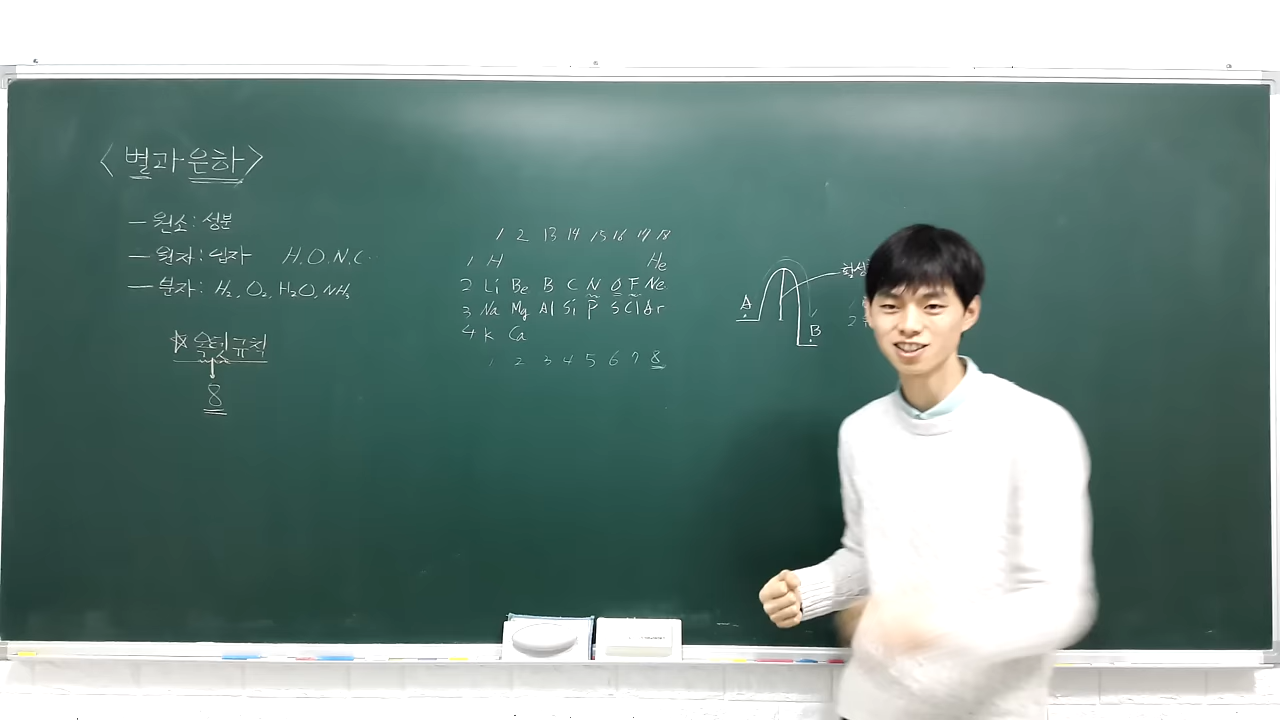 <별과 은하>
- 원소: 성분
- 원자: 입자 H, O, N, C...
- 분자: H₂, O₂, H₂O, NH₃
☆ 옥텟 규칙
8
1 2 13 14 15 16 17 18
1 H He
2 Li Be B C N O F Ne
3 Na Mg Al Si P S Cl Ar
4 K Ca
1 2 3 4 5 6 7 8
A
B